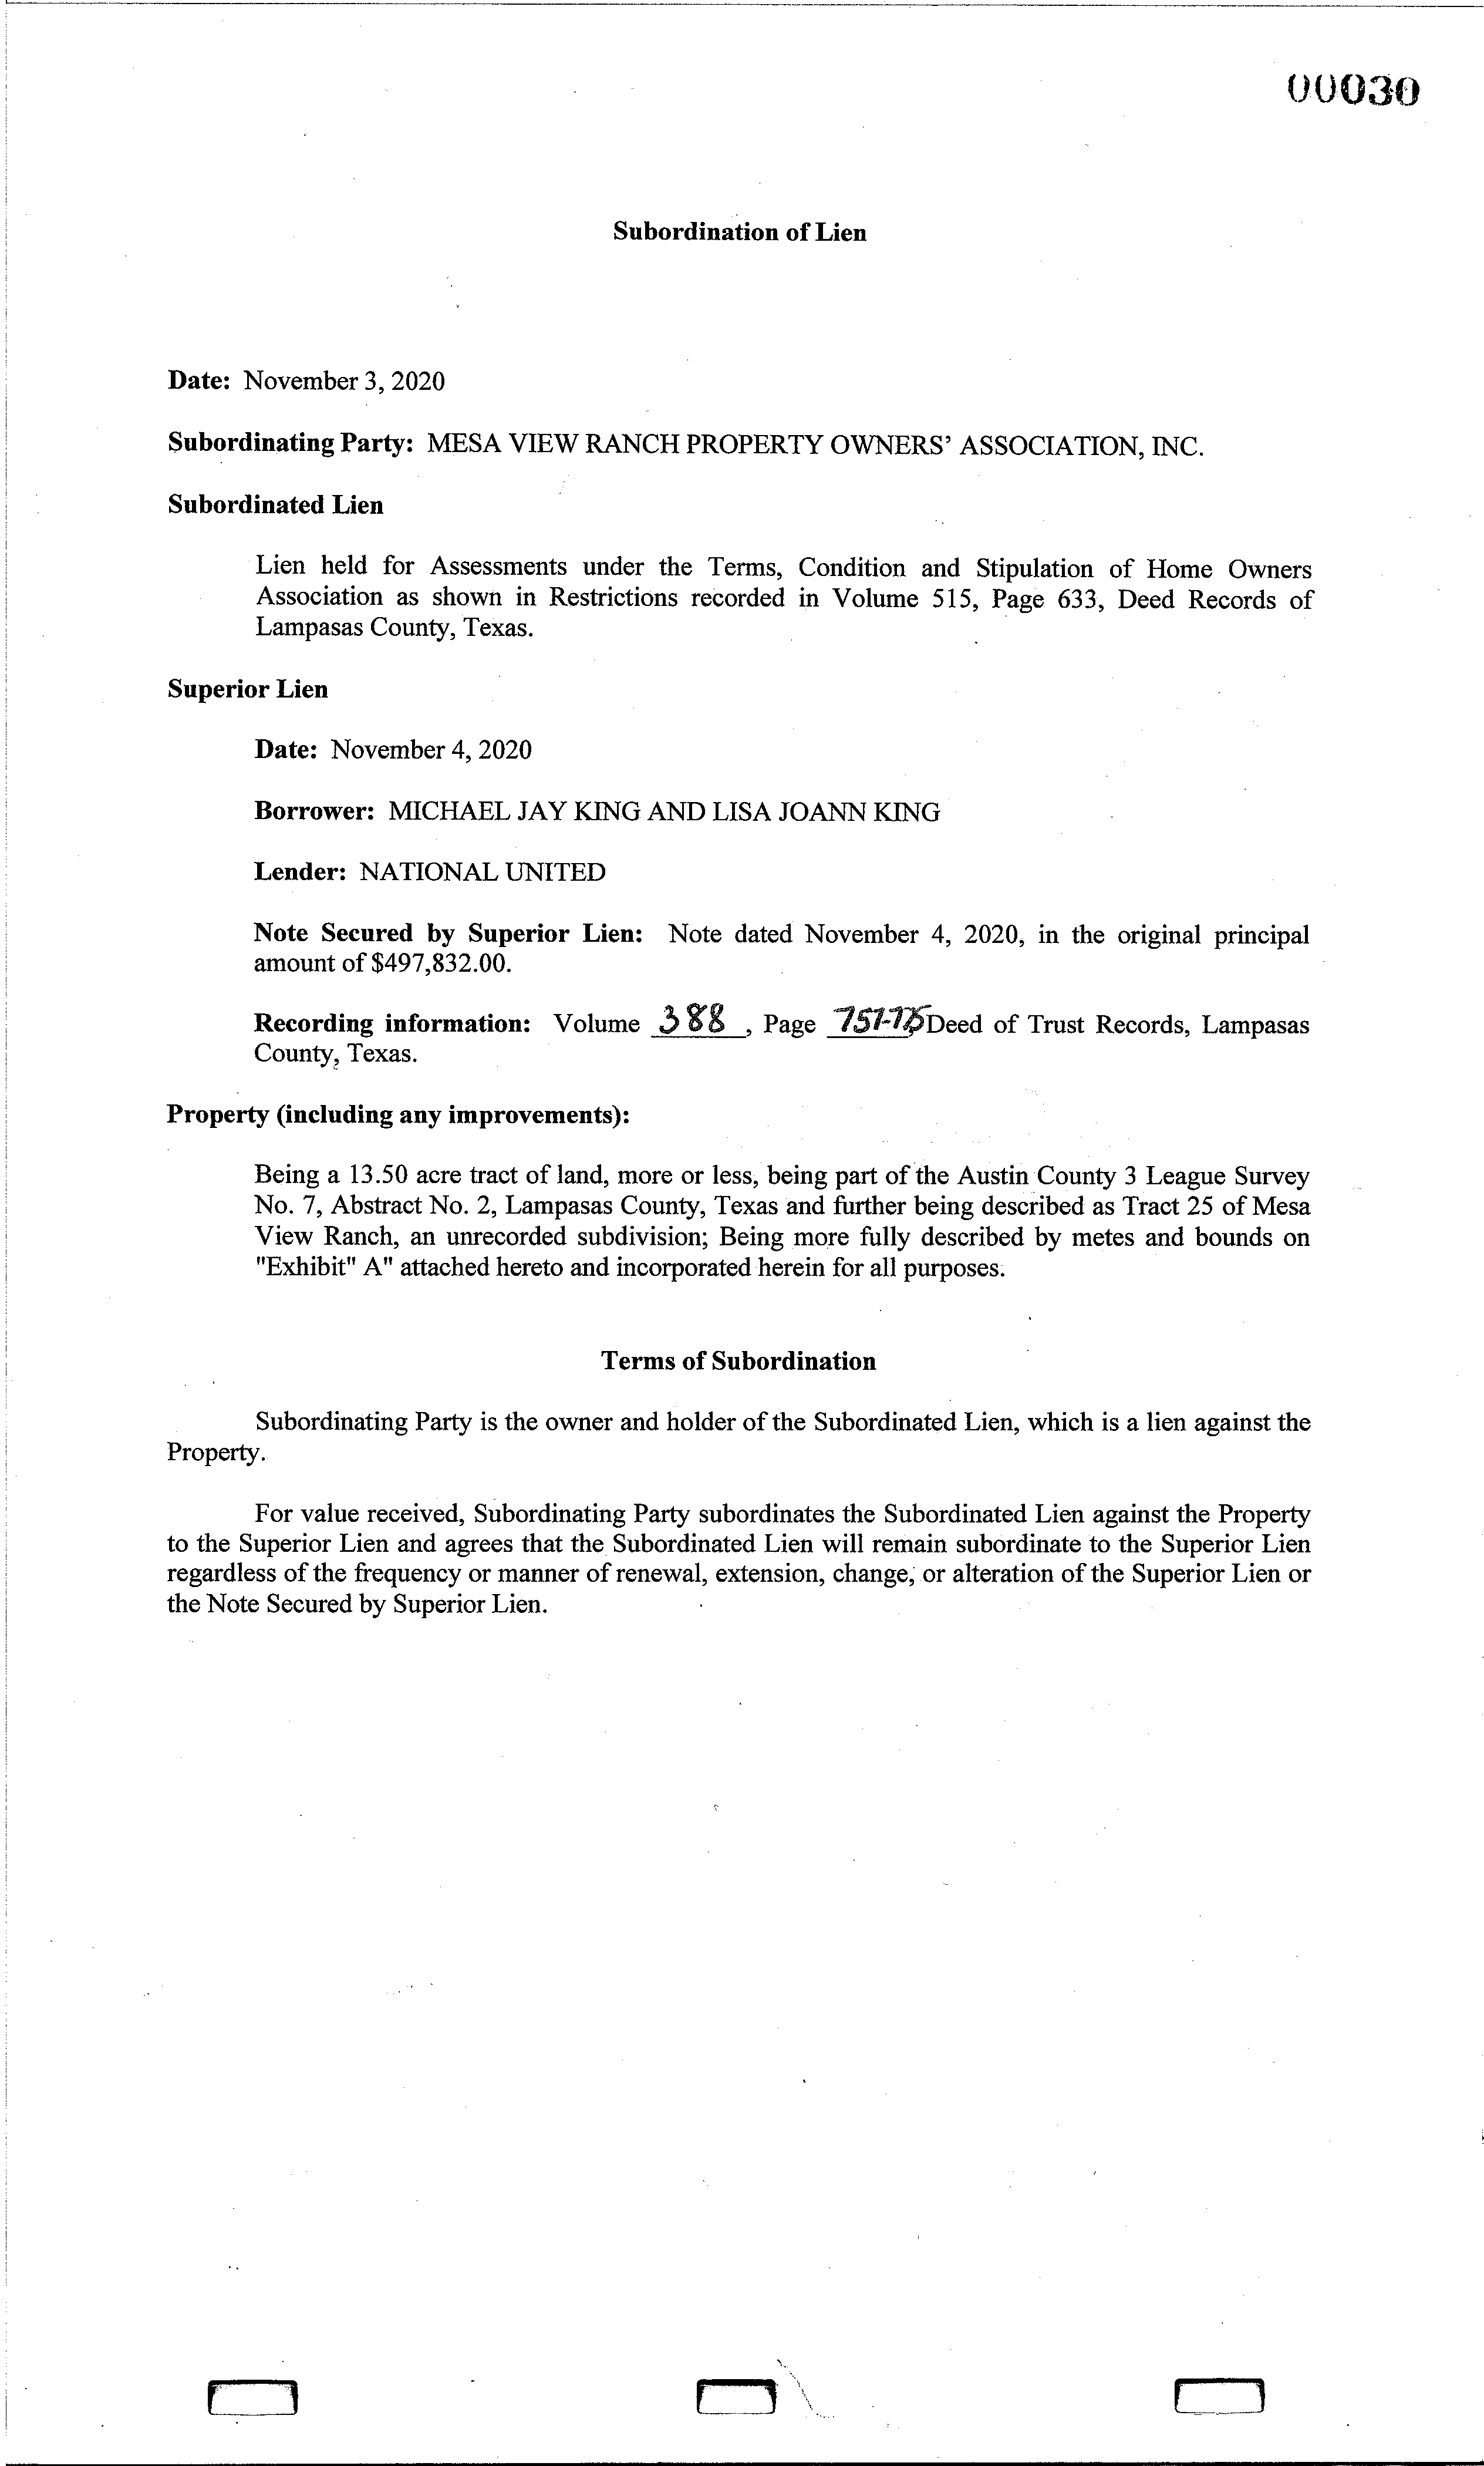 00030
Subordination of Lien
Date: November 3, 2020
Subordinating Party: MESA VIEW RANCH PROPERTY OWNERS' ASSOCIATION, INC.
Subordinated Lien
Lien held for Assessments under the Terms, Condition and Stipulation of Home Owners
Association as shown in Restrictions recorded in Volume 515, Page 633, Deed Records of
Lampasas County, Texas.
Superior Lien
Date: November 4, 2020
Borrower: MICHAEL JAY KING AND LISA JOANN KING
Lender: NATIONAL UNITED
Note Secured by Superior Lien: Note dated November 4, 2020, in the original principal
amount of $497,832.00.
Recording information: Volume 388, Page Deed of Trust Records, Lampasas
County, Texas.
Property (including any improvements):
Being a 13.50 acre tract of land, more or less, being part of the Austin County 3 League Survey
No. 7, Abstract No. 2, Lampasas County, Texas and further being described as Tract 25 of Mesa
View Ranch, an unrecorded subdivision; Being more fully described by metes and bounds on
"Exhibit" A" attached hereto and incorporated herein for all purposes.
Terms of Subordination
Subordinating Party is the owner and holder of the Subordinated Lien, which is a lien against the
Property.
For value received, Subordinating Party subordinates the Subordinated Lien against the Property
to the Superior Lien and agrees that the Subordinated Lien will remain subordinate to the Superior Lien
regardless of the frequency or manner of renewal, extension, change, or alteration of the Superior Lien or
the Note Secured by Superior Lien.